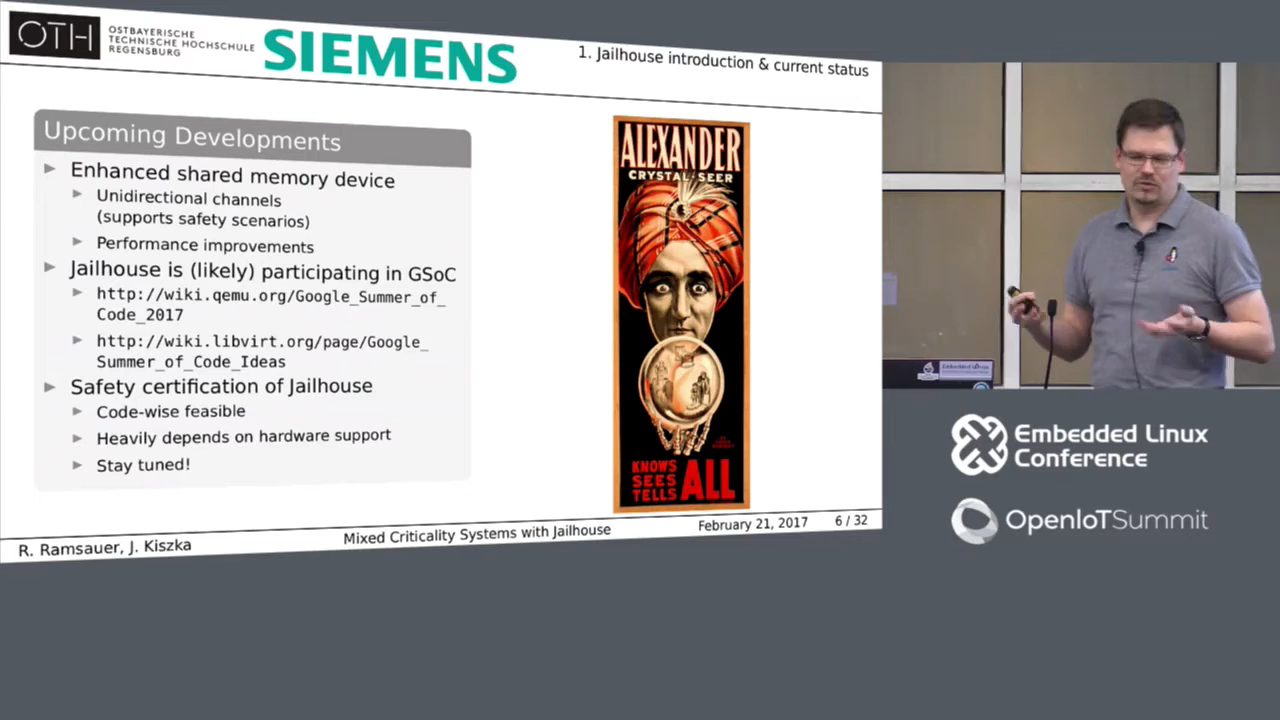 OTH
OSTBAYERISCHE
TECHNISCHE HOCHSCHULE
REGENSBURG
SIEMENS
1. Jailhouse introduction & current status
Upcoming Developments
Enhanced shared memory device
Unidirectional channels
(supports safety scenarios)
Performance improvements
Jailhouse is (likely) participating in GSoC
http://wiki.qemu.org/Google_Summer_of_
Code_2017
http://wiki.libvirt.org/page/Google_
Summer_of_Code_Ideas
Safety certification of Jailhouse
Code-wise feasible
Heavily depends on hardware support
Stay tuned!
ALEXANDER
CRYSTAL SEER
KNOWS
SEES
TELLS
ALL
R. Ramsauer, J. Kiszka
Mixed Criticality Systems with Jailhouse
February 21, 2017
6 / 32
Embedded Linux
Conference
OpenIoTSummit